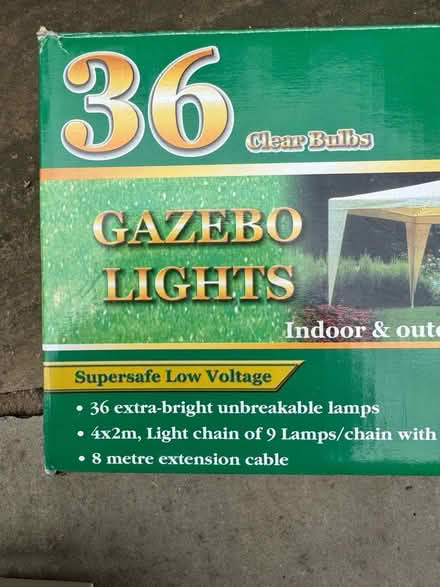 36 Clear Bulbs
GAZEBO
LIGHTS
Indoor & outd
Supersafe Low Voltage
• 36 extra-bright unbreakable lamps
• 4x2m, Light chain of 9 Lamps/chain with
• 8 metre extension cable